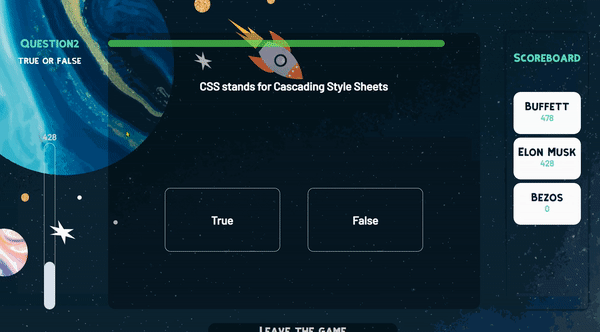 QUESTION2
TRUE OR FALSE
CSS stands for Cascading Style Sheets
428
True
False
SCOREBOARD
BUFFETT
478
ELON MUSK
428
BEZOS
0
LEAVE THE GAME